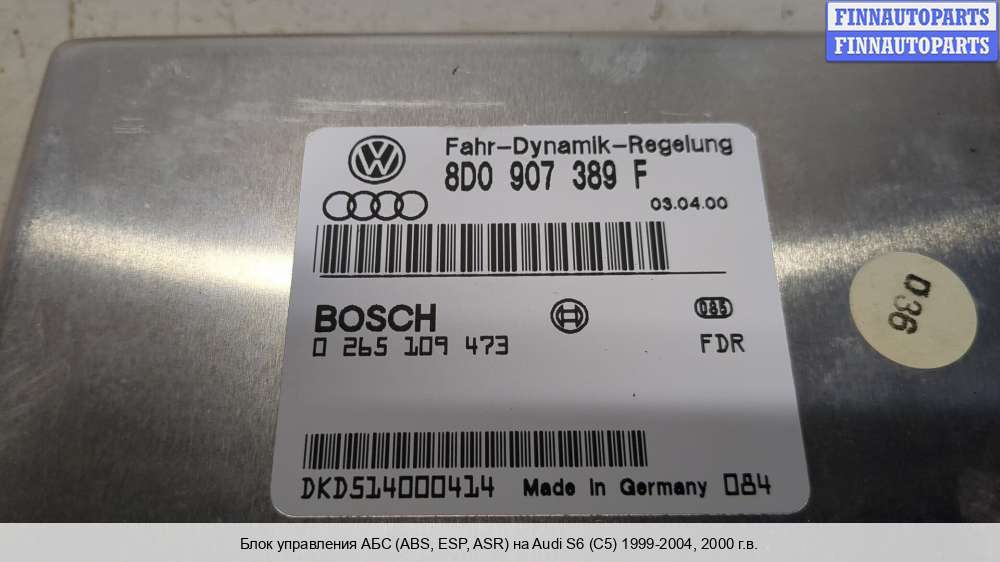 FINNAUTOPARTS
FINNAUTOPARTS
Fahr-Dynamik-Regelung
8D0 907 389 F
03.04.00
BOSCH
085
0 265 109 473
FDR
D36
DKD514000414 Made in Germany 084
Блок управления АБС (ABS, ESP, ASR) на Audi S6 (C5) 1999-2004, 2000 г.в.